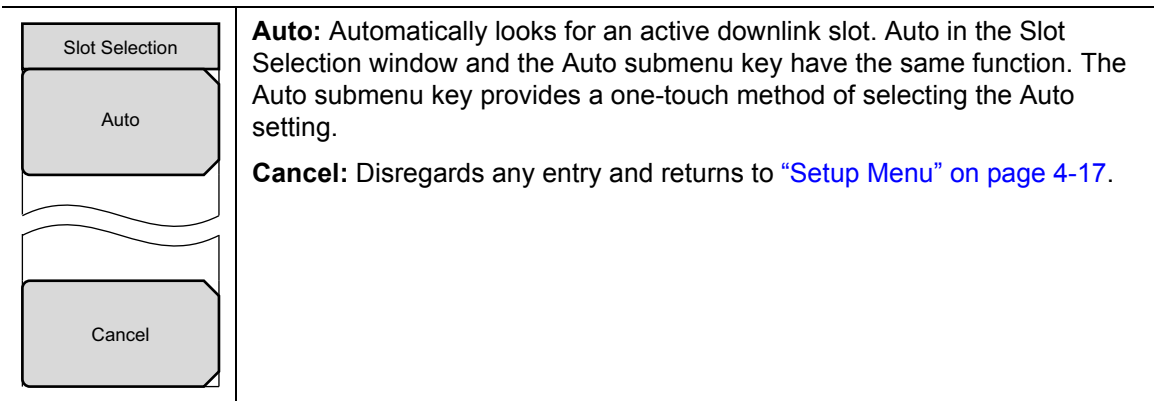 Slot Selection
Auto
Cancel
Auto: Automatically looks for an active downlink slot. Auto in the Slot
Selection window and the Auto submenu key have the same function. The
Auto submenu key provides a one-touch method of selecting the Auto
setting.
Cancel: Disregards any entry and returns to “Setup Menu” on page 4-17.